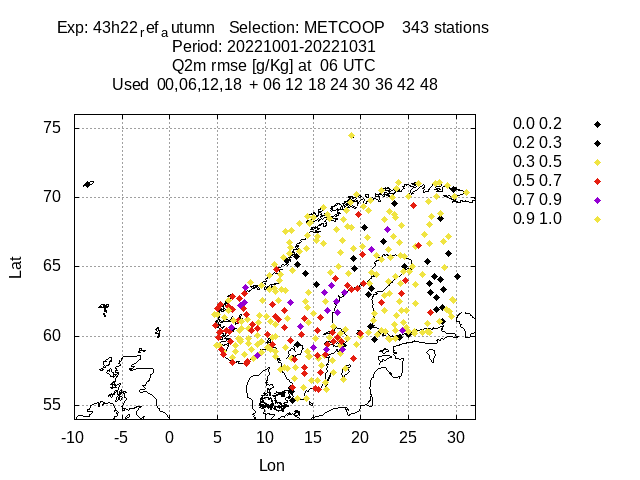 Exp: 43h22ref autumn   Selection: METCOOP    343 stations
Period: 20221001-20221031
Q2m rmse [g/Kg] at  06 UTC
Used  00,06,12,18  + 06 12 18 24 30 36 42 48
75
70
65
60
55
Lat
-10 -5 0 5 10 15 20 25 30
Lon
0.0 0.2
0.2 0.3
0.3 0.5
0.5 0.7
0.7 0.9
0.9 1.0